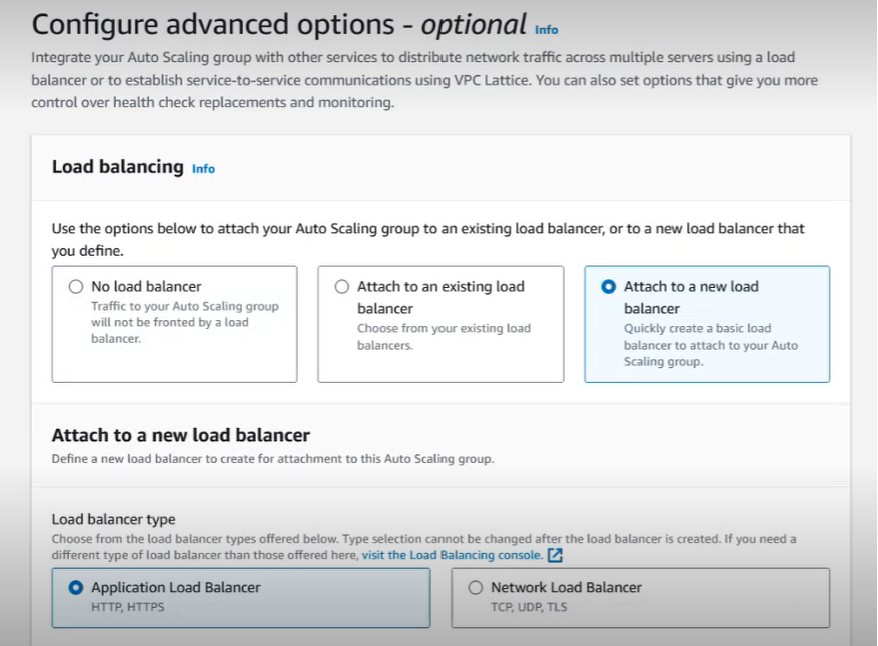 Configure advanced options - optional Info
Integrate your Auto Scaling group with other services to distribute network traffic across multiple servers using a load
balancer or to establish service-to-service communications using VPC Lattice. You can also set options that give you more
control over health check replacements and monitoring.
Load balancing Info
Use the options below to attach your Auto Scaling group to an existing load balancer, or to a new load balancer that
you define.
No load balancer
Traffic to your Auto Scaling group
will not be fronted by a load
balancer.
Attach to an existing load
balancer
Choose from your existing load
balancers.
Attach to a new load
balancer
Quickly create a basic load
balancer to attach to your Auto
Scaling group.
Attach to a new load balancer
Define a new load balancer to create for attachment to this Auto Scaling group.
Load balancer type
Choose from the load balancer types offered below. Type selection cannot be changed after the load balancer is created. If you need a
different type of load balancer than those offered here, visit the Load Balancing console.
Application Load Balancer
HTTP, HTTPS
Network Load Balancer
TCP, UDP, TLS